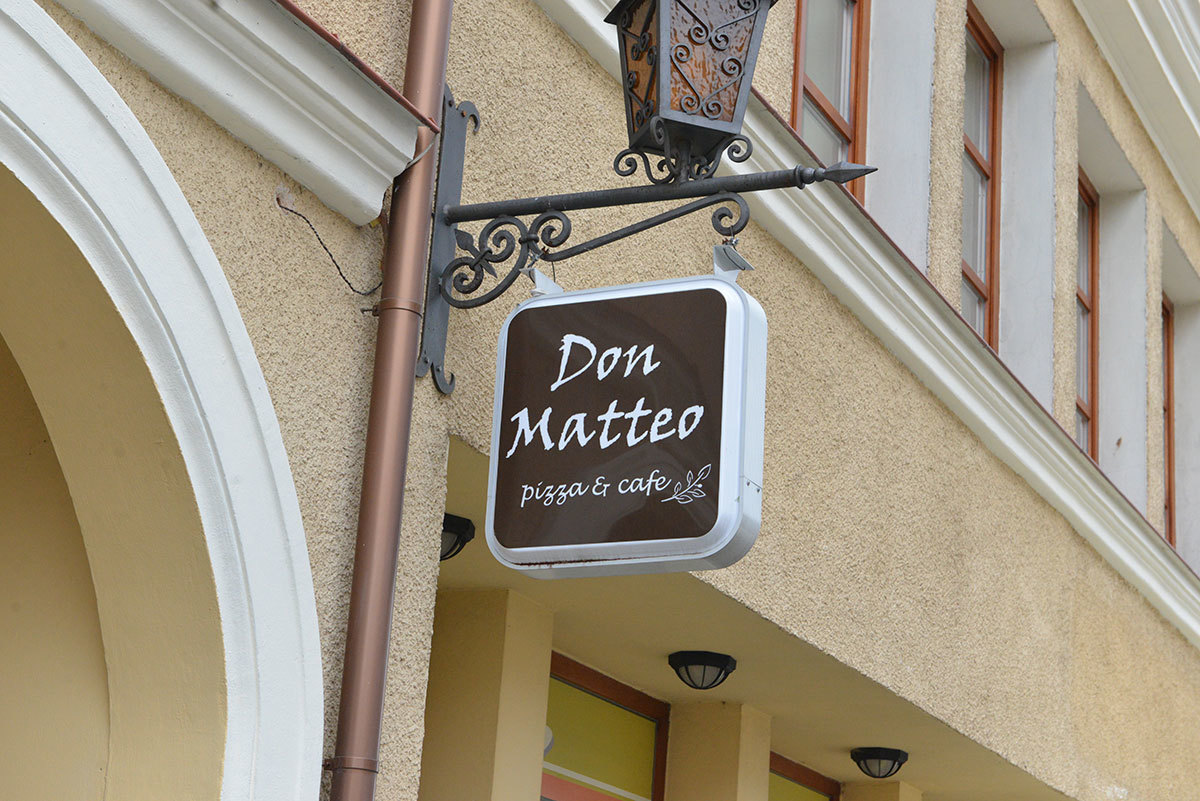 Don
Matteo
pizza & cafe